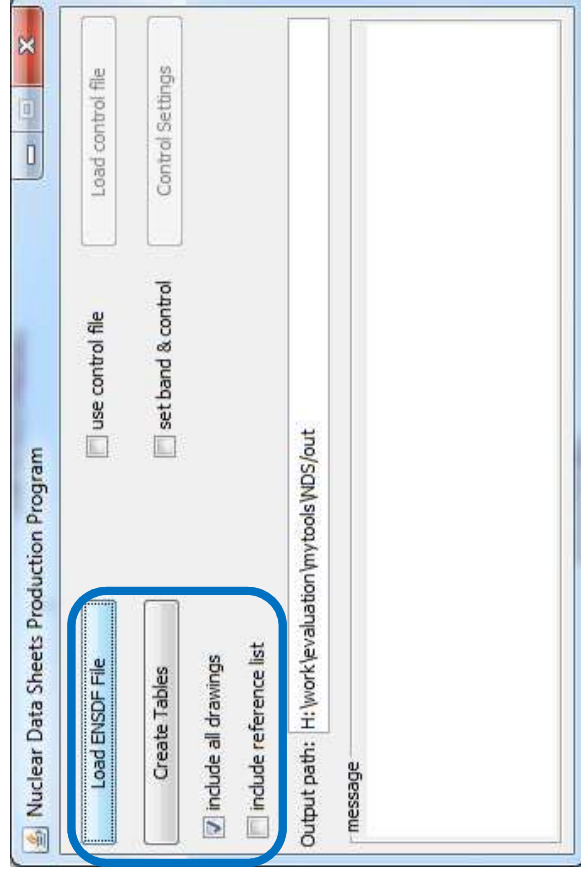 Nuclear Data Sheets Production Program
Load ENSDF File
use control file
Load control file
Create Tables
set band & control
Control Settings
include all drawings
include reference list
Output path: H:\work\evaluation\mytools\NDS/out
message